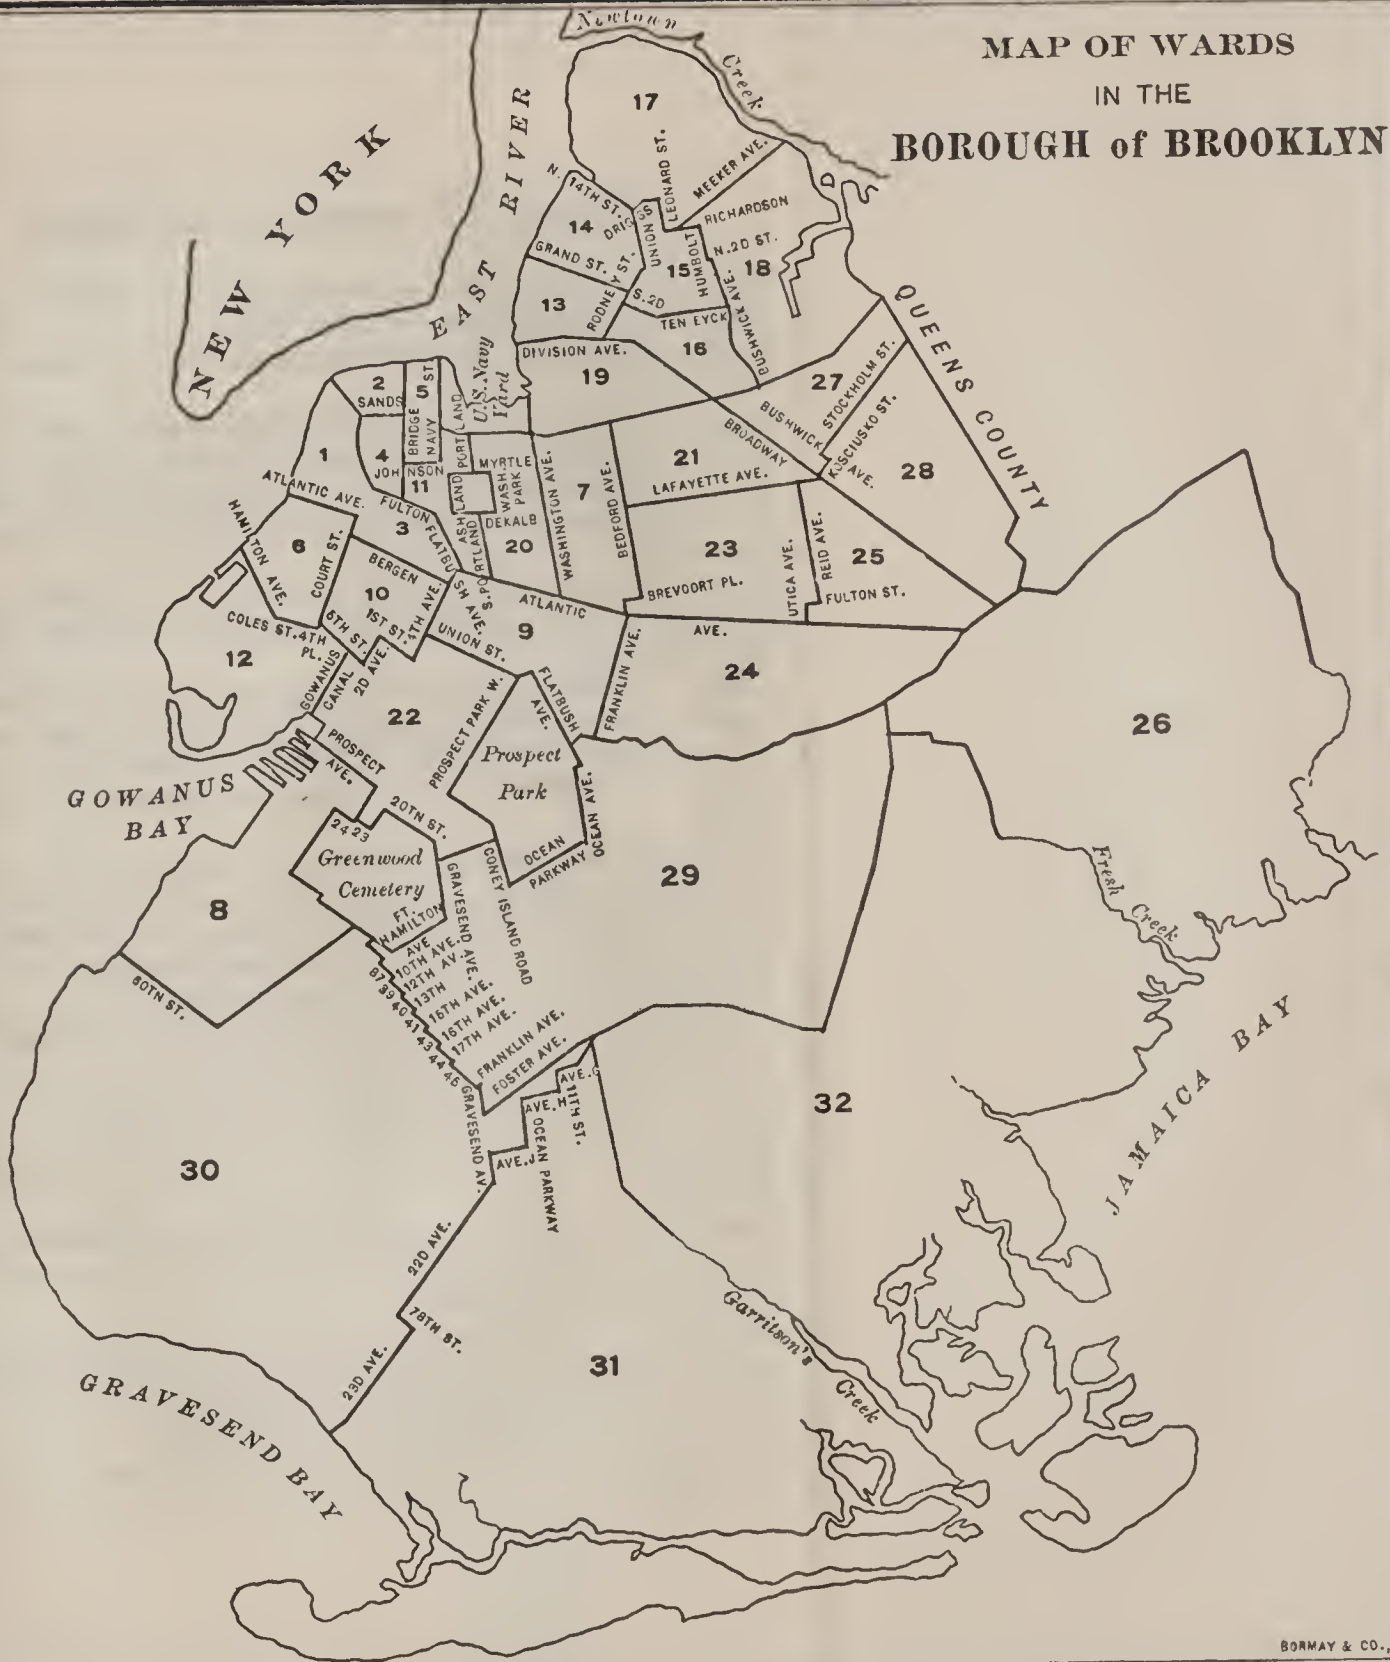 MAP OF WARDS
IN THE
BOROUGH of BROOKLYN
Newtown
Creek
NEW YORK
EAST RIVER
QUEENS COUNTY
17
LEONARD ST.
MEEKER AVE.
N. 14TH ST.
14
DRIGGS
UNION
RICHARDSON
HUMBOLT
N. 2D ST.
GRAND ST.
15
18
13
RODNEY ST.
S. 2D
TEN EYCK
BUSHWICK AVE.
BUSHWICK
16
DIVISION AVE.
19
U.S. Navy
Yard
2
SANDS
5
ST.
BRIDGE
NAVY
PORTLAND
27
STOCKHOLM ST.
BUSHWICK
AVE.
KOSCIUSKO ST.
28
BROADWAY
1
4
JOHNSON
11
MYRTLE
WASH.
PARK
ASHLAND
DEKALB
20
S. PORTLAND
WASHINGTON AVE.
7
BEDFORD AVE.
21
LAFAYETTE AVE.
ATLANTIC AVE.
FULTON
3
FLATBUSH AVE.
HAMILTON AVE.
6
COURT ST.
BERGEN
10
1ST ST.
4TH AVE.
5TH ST.
23
BREVOORT PL.
UTICA AVE.
REID AVE.
25
FULTON ST.
ATLANTIC
AVE.
9
UNION ST.
COLES ST.
4TH
PL.
12
GOWANUS
CANAL
2D AVE.
22
FRANKLIN AVE.
24
26
FLATBUSH
AVE.
PROSPECT PARK W.
Prospect
Park
OCEAN AVE.
OCEAN
PARKWAY
PROSPECT
AVE.
GOWANUS
BAY
20TN ST.
24 23
Greenwood
Cemetery
FT.
HAMILTON
AVE
8
29
GRAVESEND AVE.
CONEY ISLAND ROAD
Fresh
Creek
10TH AVE.
12TH AV.
13TH
15TH AVE.
16TH AVE.
17TH AVE.
37
39
40
41
43
44
46
60TN ST.
FRANKLIN AVE.
FOSTER AVE.
AVE. G
11TH ST.
AVE. H
OCEAN PARKWAY
AVE. J
GRAVESEND AV.
30
32
JAMAICA BAY
22D AVE.
78TH ST.
23D AVE.
31
Garritson's
Creek
GRAVESEND BAY
BORMAY & CO.,